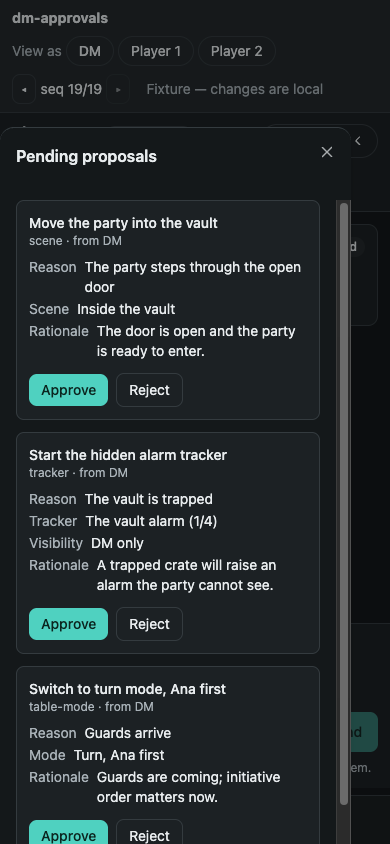 dm-approvals
View as DM Player 1 Player 2
seq 19/19 Fixture — changes are local
Pending proposals
Move the party into the vault
scene · from DM
Reason The party steps through the open
door
Scene Inside the vault
Rationale The door is open and the party
is ready to enter.
Approve Reject
Start the hidden alarm tracker
tracker · from DM
Reason The vault is trapped
Tracker The vault alarm (1/4)
Visibility DM only
Rationale A trapped crate will raise an
alarm the party cannot see.
Approve Reject
Switch to turn mode, Ana first
table-mode · from DM
Reason Guards arrive
Mode Turn, Ana first
Rationale Guards are coming; initiative
order matters now.
Approve Reject